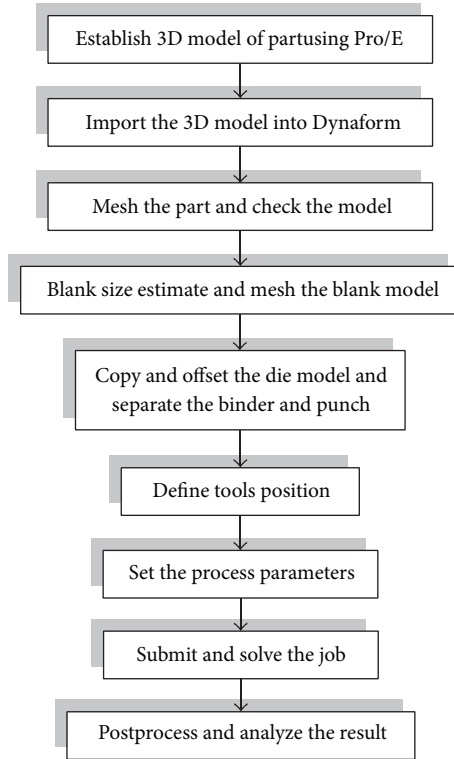 Establish 3D model of partusing Pro/E
Import the 3D model into Dynaform
Mesh the part and check the model
Blank size estimate and mesh the blank model
Copy and offset the die model and
separate the binder and punch
Define tools position
Set the process parameters
Submit and solve the job
Postprocess and analyze the result